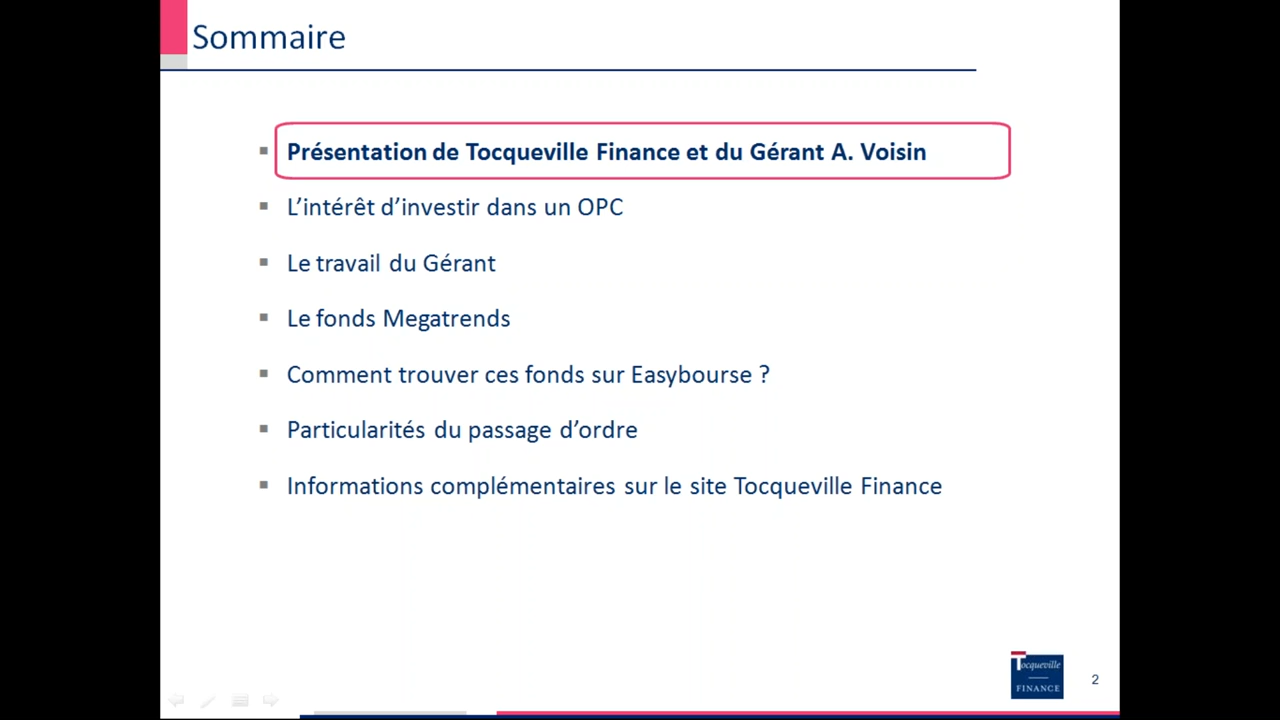 Sommaire
Présentation de Tocqueville Finance et du Gérant A. Voisin
L’intérêt d’investir dans un OPC
Le travail du Gérant
Le fonds Megatrends
Comment trouver ces fonds sur Easybourse ?
Particularités du passage d’ordre
Informations complémentaires sur le site Tocqueville Finance
Tocqueville
FINANCE
2